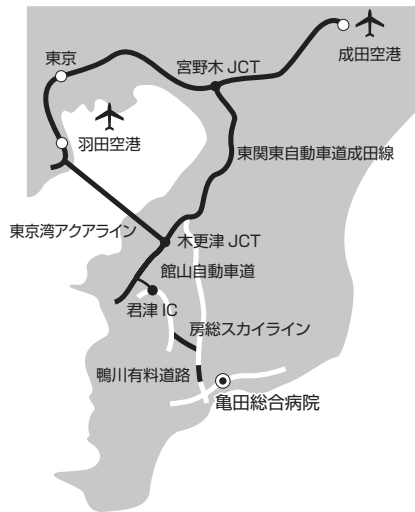 成田空港
東京
宮野木 JCT
羽田空港
東関東自動車道成田線
東京湾アクアライン
木更津 JCT
館山自動車道
君津 IC
房総スカイライン
鴨川有料道路
亀田総合病院